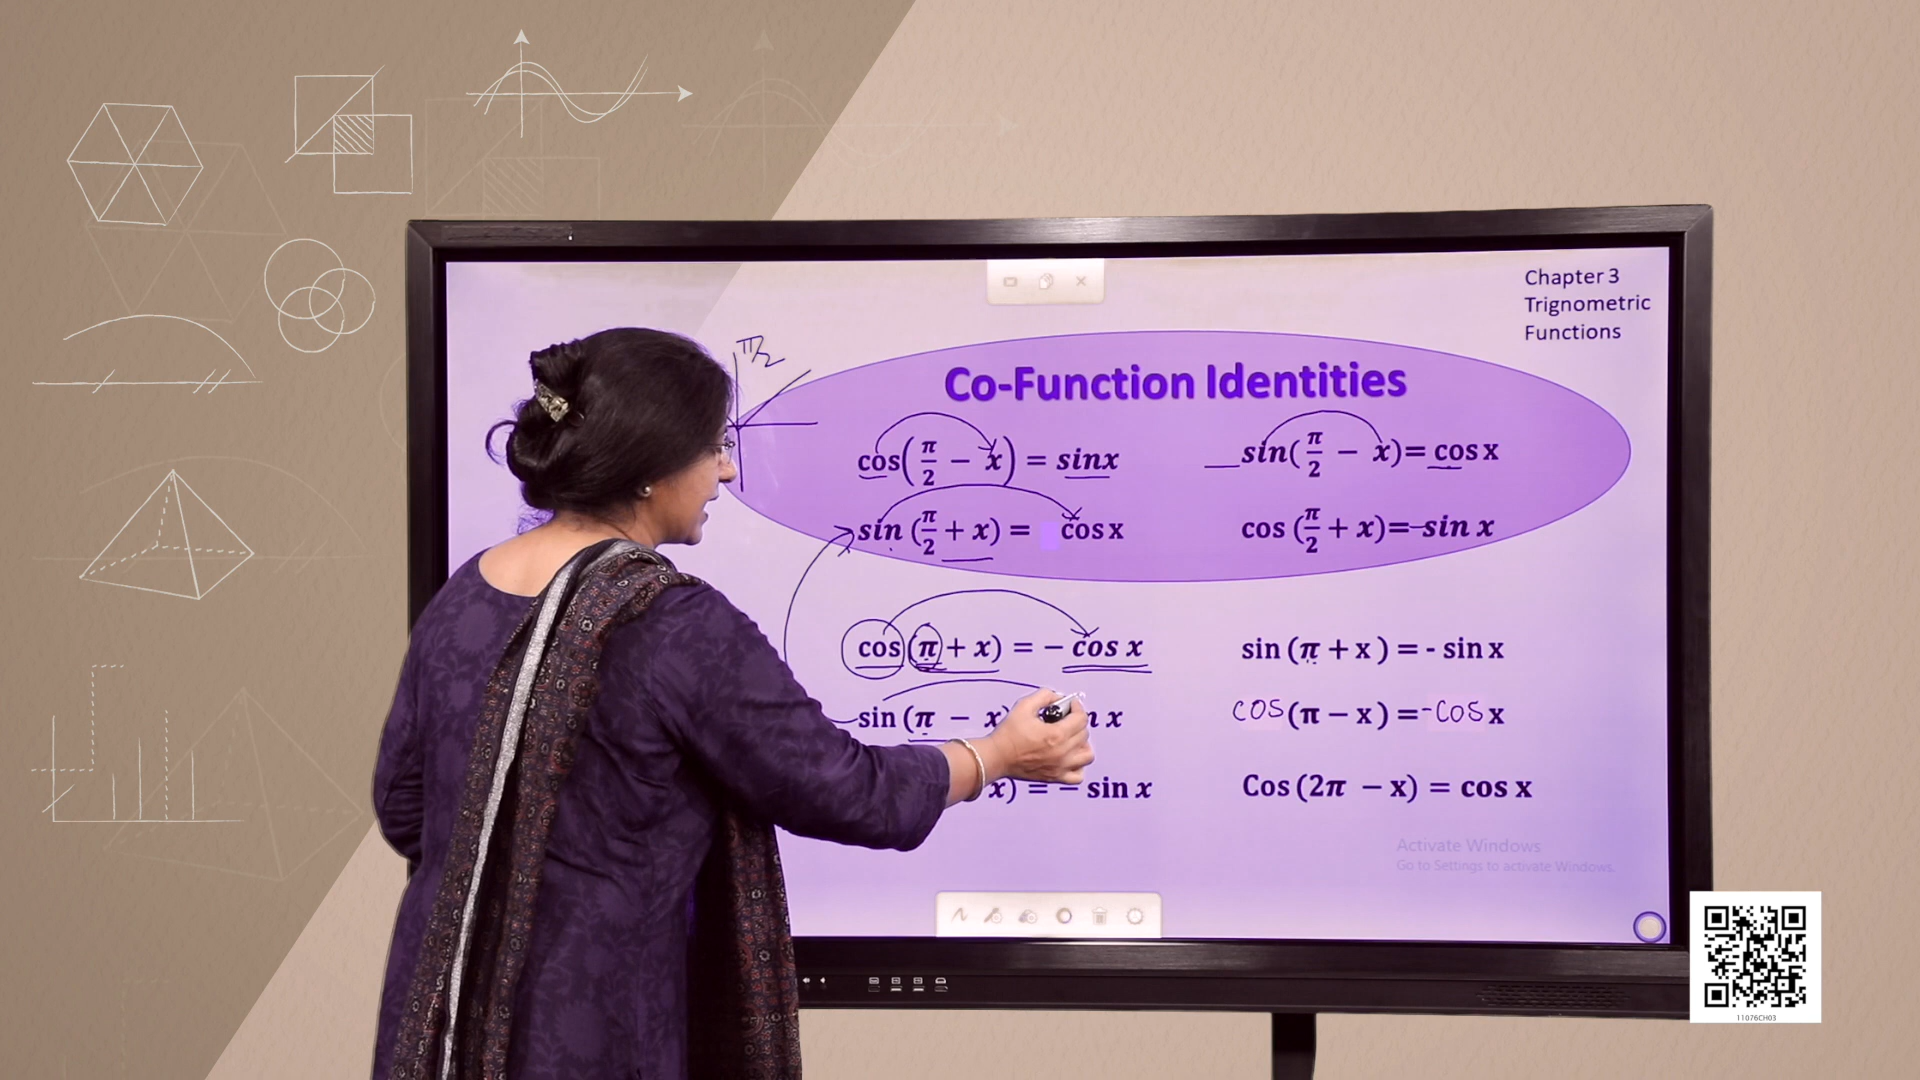 Chapter 3
Trignometric
Functions
π/2
Co-Function Identities
cos(π/2 − x) = sinx
sin(π/2 − x)= cos x
sin (π/2 + x) = cos x
cos (π/2 + x)=-sin x
cos (π + x) = − cos x
sin (π + x ) = - sin x
sin (π − x) x
cos (π − x ) = -cos x
x) = − sin x
Cos (2π − x) = cos x
Activate Windows
Go to Settings to activate Windows.
11076CH03